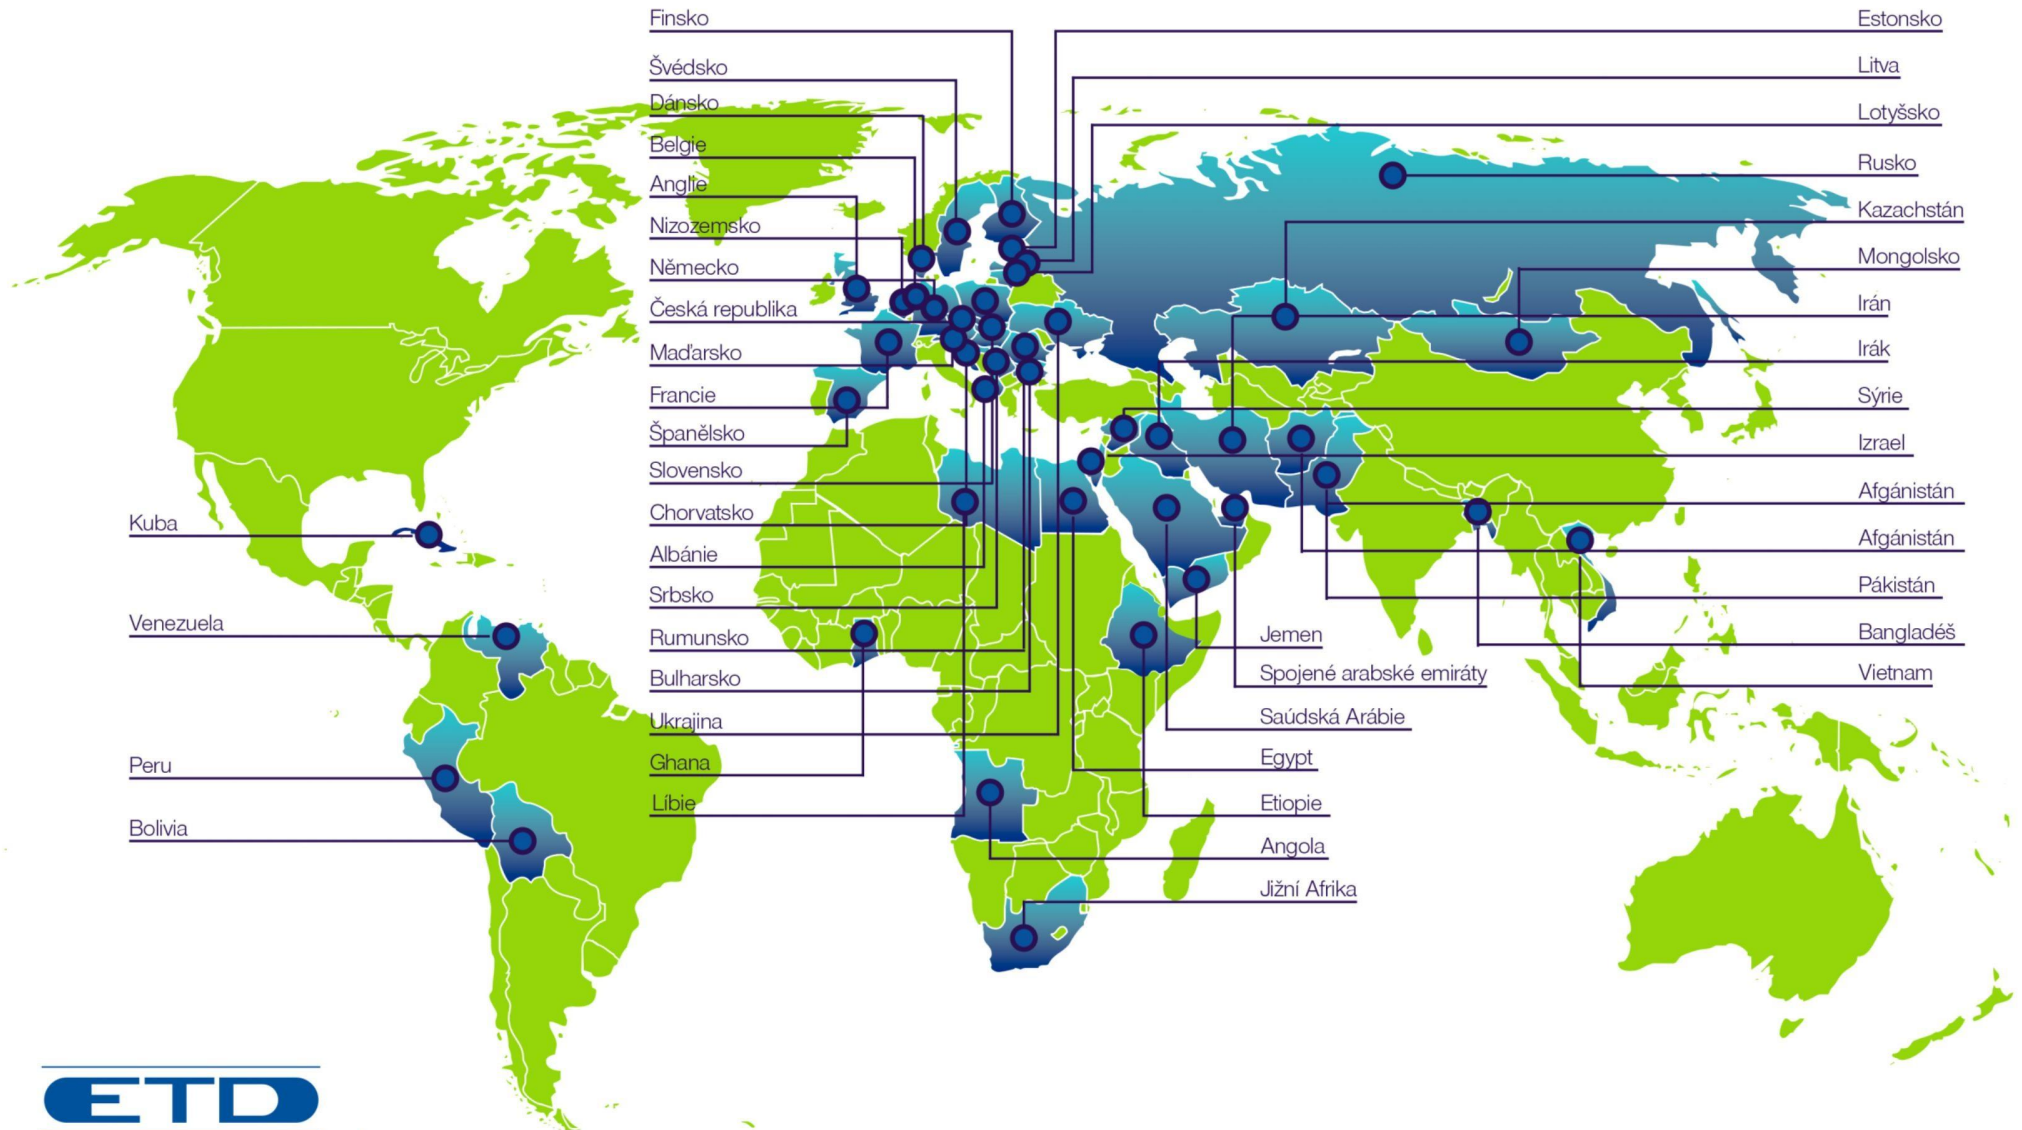 Finsko
Švédsko
Dánsko
Belgie
Anglie
Nizozemsko
Německo
Česká republika
Maďarsko
Francie
Španělsko
Slovensko
Chorvatsko
Albánie
Srbsko
Rumunsko
Bulharsko
Ukrajina
Ghana
Líbie
Kuba
Venezuela
Peru
Bolivia
Estonsko
Litva
Lotyšsko
Rusko
Kazachstán
Mongolsko
Irán
Irák
Sýrie
Izrael
Afgánistán
Afgánistán
Pákistán
Bangladéš
Vietnam
Jemen
Spojené arabské emiráty
Saúdská Arábie
Egypt
Etiopie
Angola
Jižní Afrika
ETD